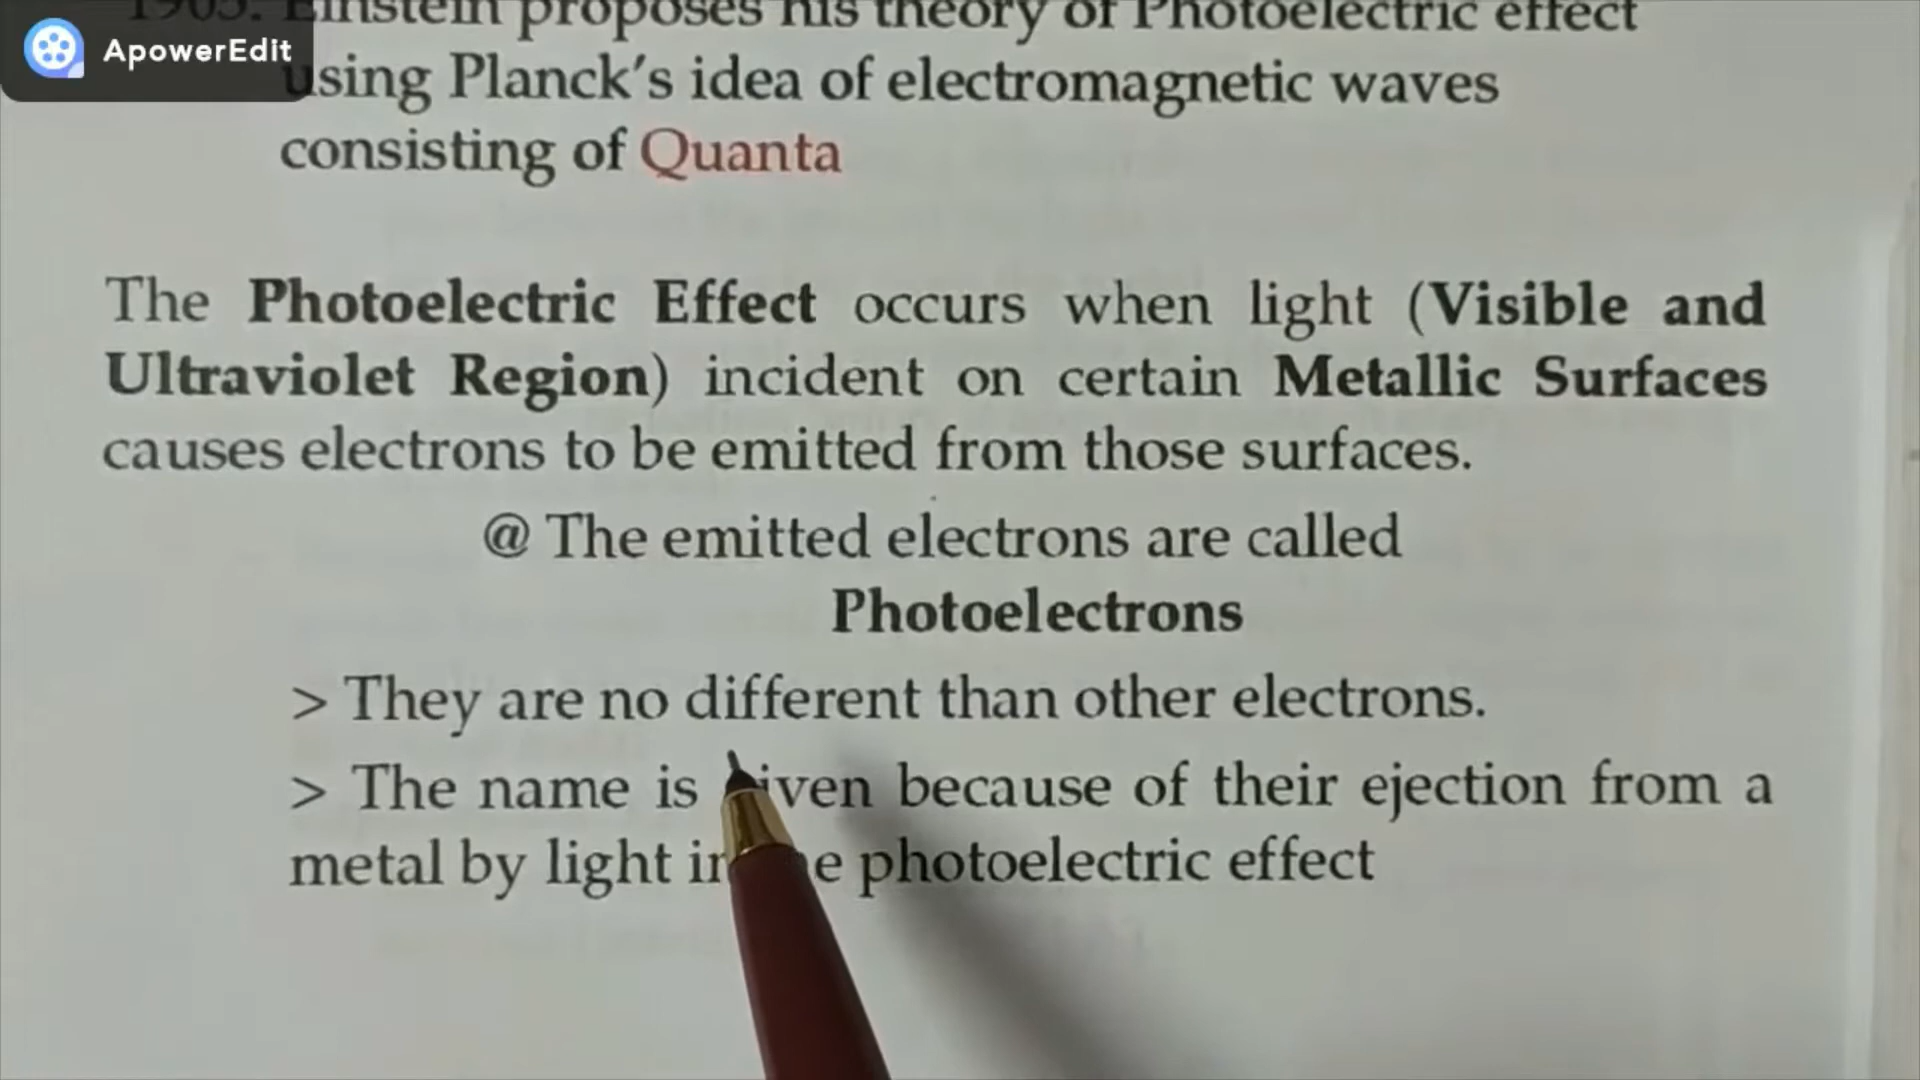 ApowerEdit
1905: Einstein proposes his theory of Photoelectric effect
using Planck's idea of electromagnetic waves
consisting of Quanta
The Photoelectric Effect occurs when light (Visible and
Ultraviolet Region) incident on certain Metallic Surfaces
causes electrons to be emitted from those surfaces.
@ The emitted electrons are called
Photoelectrons
> They are no different than other electrons.
> The name is given because of their ejection from a
metal by light in the photoelectric effect